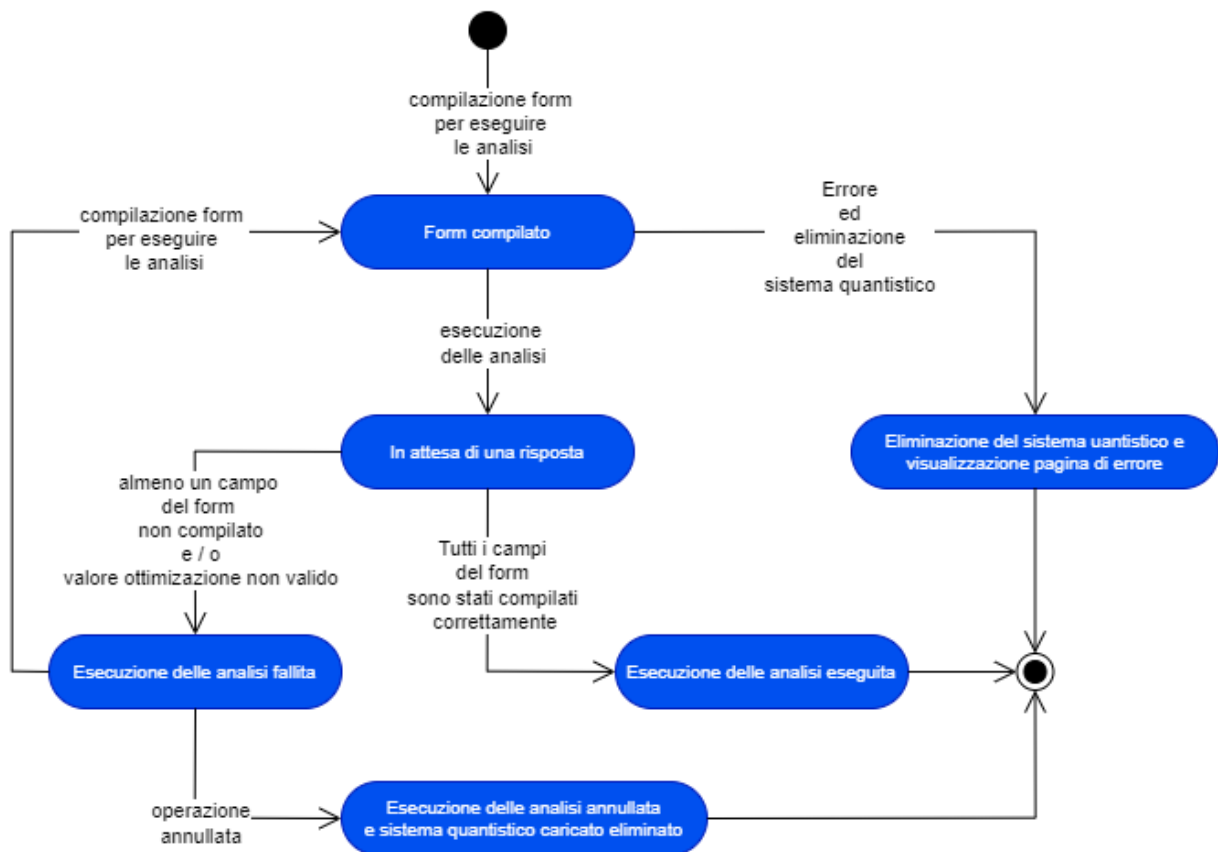 compilazione form
per eseguire
le analisi
compilazione form
per eseguire
le analisi
Form compilato
Errore
ed
eliminazione
del
sistema quantistico
esecuzione
delle analisi
In attesa di una risposta
Eliminazione del sistema uantistico e
visualizzazione pagina di errore
almeno un campo
del form
non compilato
e / o
valore ottimizazione non valido
Tutti i campi
del form
sono stati compilati
correttamente
Esecuzione delle analisi fallita
Esecuzione delle analisi eseguita
operazione
annullata
Esecuzione delle analisi annullata
e sistema quantistico caricato eliminato